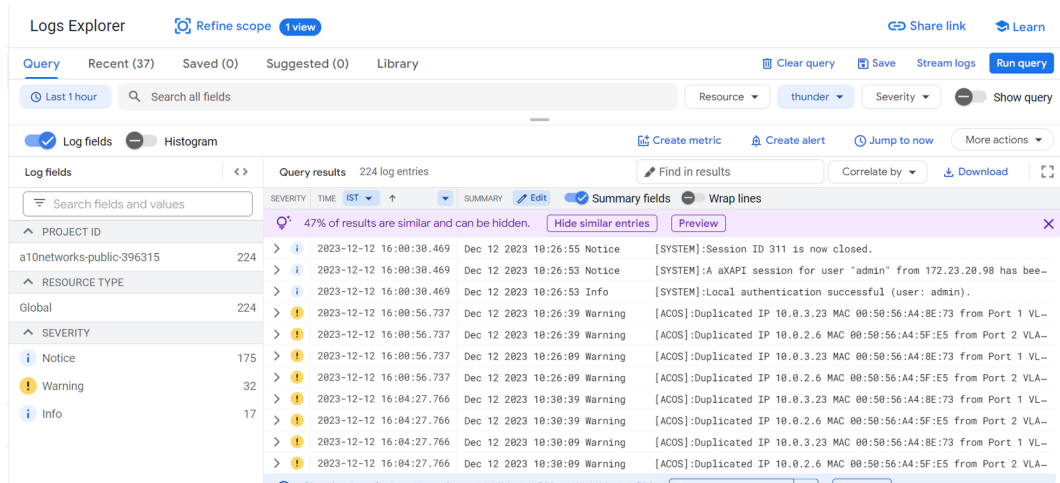 Logs Explorer Refine scope 1 view Share link Learn
Query Recent (37) Saved (0) Suggested (0) Library Clear query Save Stream logs Run query
Last 1 hour Search all fields Resource thunder Severity Show query
Log fields Histogram Create metric Create alert Jump to now More actions
Log fields <> Query results 224 log entries Find in results Correlate by Download
Search fields and values
SEVERITY TIME IST SUMMARY Edit Summary fields Wrap lines
47% of results are similar and can be hidden. Hide similar entries Preview
PROJECT ID
a10networks-public-396315 224
RESOURCE TYPE
Global 224
SEVERITY
Notice 175
Warning 32
Info 17
2023-12-12 16:00:30.469 Dec 12 2023 10:26:55 Notice [SYSTEM]:Session ID 311 is now closed.
2023-12-12 16:00:30.469 Dec 12 2023 10:26:53 Notice [SYSTEM]:A aXAPI session for user "admin" from 172.23.20.98 has bee…
2023-12-12 16:00:30.469 Dec 12 2023 10:26:53 Info [SYSTEM]:Local authentication successful (user: admin).
2023-12-12 16:00:56.737 Dec 12 2023 10:26:39 Warning [ACOS]:Duplicated IP 10.0.3.23 MAC 00:50:56:A4:8E:73 from Port 1 VL…
2023-12-12 16:00:56.737 Dec 12 2023 10:26:39 Warning [ACOS]:Duplicated IP 10.0.2.6 MAC 00:50:56:A4:5F:E5 from Port 2 VLA…
2023-12-12 16:00:56.737 Dec 12 2023 10:26:09 Warning [ACOS]:Duplicated IP 10.0.3.23 MAC 00:50:56:A4:8E:73 from Port 1 VL…
2023-12-12 16:00:56.737 Dec 12 2023 10:26:09 Warning [ACOS]:Duplicated IP 10.0.2.6 MAC 00:50:56:A4:5F:E5 from Port 2 VLA…
2023-12-12 16:04:27.766 Dec 12 2023 10:30:39 Warning [ACOS]:Duplicated IP 10.0.3.23 MAC 00:50:56:A4:8E:73 from Port 1 VL…
2023-12-12 16:04:27.766 Dec 12 2023 10:30:39 Warning [ACOS]:Duplicated IP 10.0.2.6 MAC 00:50:56:A4:5F:E5 from Port 2 VLA…
2023-12-12 16:04:27.766 Dec 12 2023 10:30:09 Warning [ACOS]:Duplicated IP 10.0.3.23 MAC 00:50:56:A4:8E:73 from Port 1 VL…
2023-12-12 16:04:27.766 Dec 12 2023 10:30:09 Warning [ACOS]:Duplicated IP 10.0.2.6 MAC 00:50:56:A4:5F:E5 from Port 2 VLA…